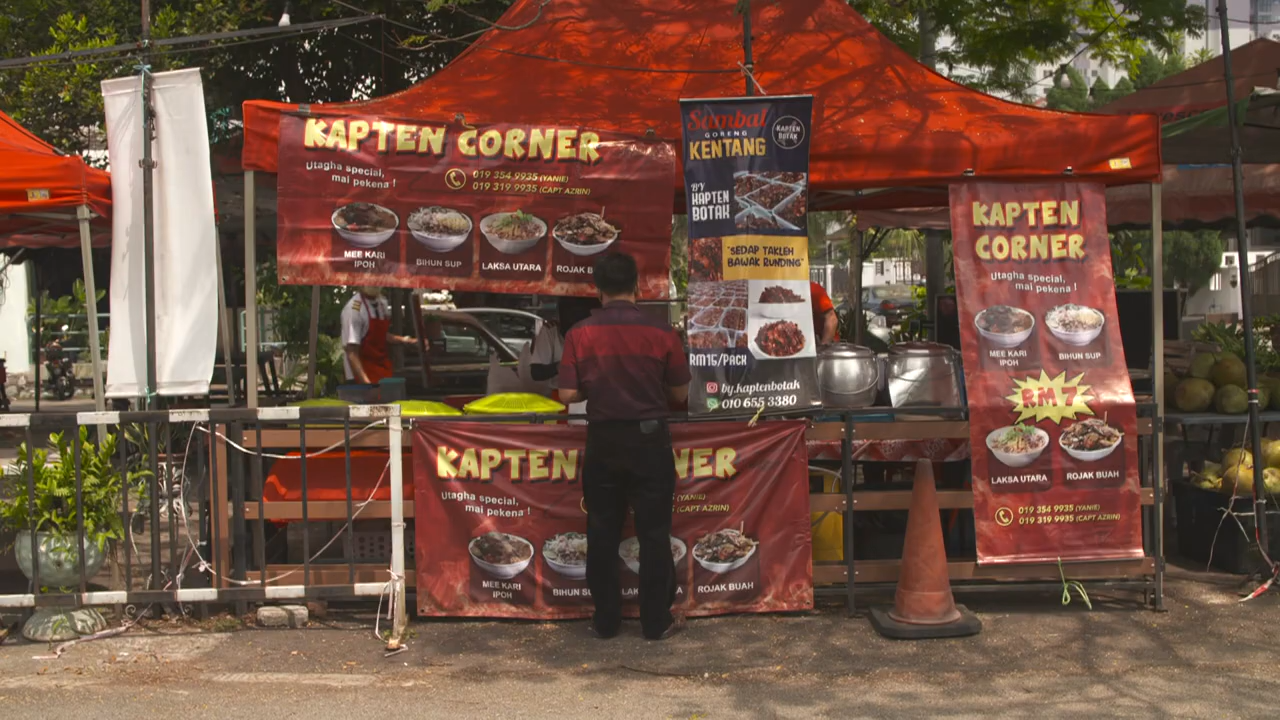 KAPTEN CORNER
Utagha special,
mai pekena !
019 354 9935 (YANIE)
019 319 9935 (CAPT AZRIN)
MEE KARI
IPOH
BIHUN SUP
LAKSA UTARA
ROJAK B
Sambal
GORENG
KENTANG
KAPTEN
BOTAK
BY
KAPTEN
BOTAK
"SEDAP TAKLEH
BAWAK RUNDING"
RM15/PACK
by.kaptenbotak
010 655 3380
KAPTEN
CORNER
Utagha special,
mai pekena !
MEE KARI
IPOH
BIHUN SUP
RM7
LAKSA UTARA
ROJAK BUAH
019 354 9935 (YANIE)
019 319 9935 (CAPT AZRIN)
KAPTEN NER
Utagha special,
mai pekena !
(YANIE)
(CAPT AZRIN)
MEE KARI
IPOH
BIHUN SU
ROJAK BUAH